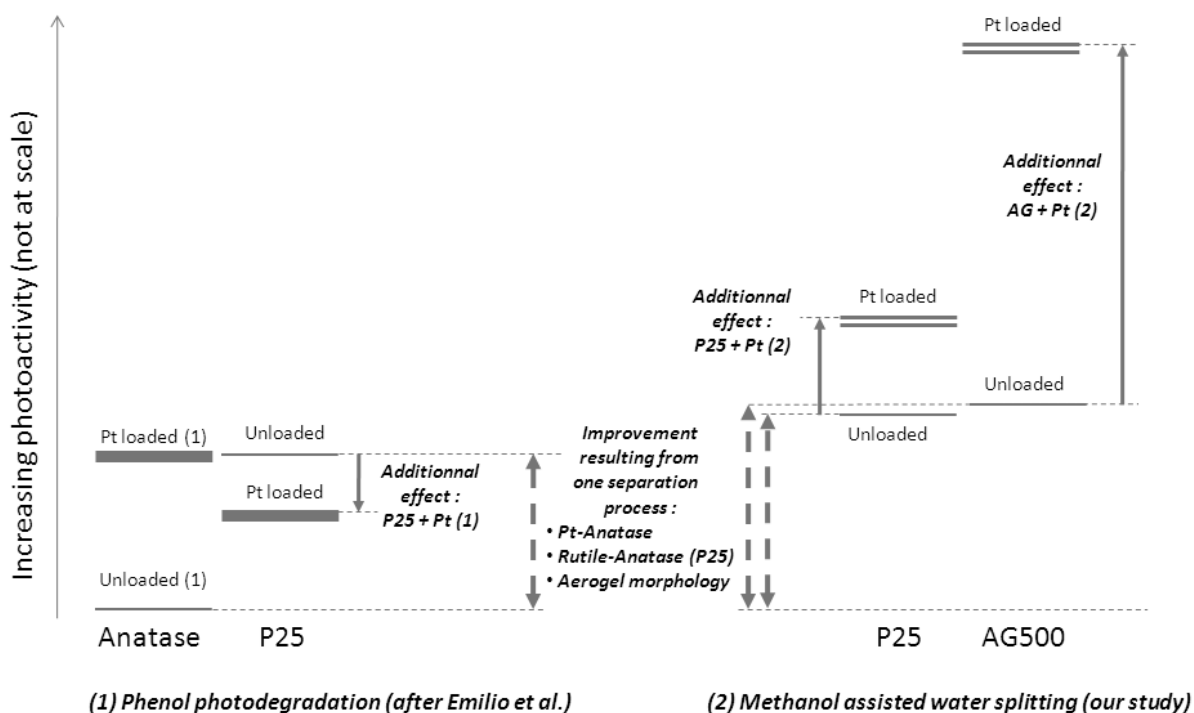 Increasing photoactivity (not at scale)
Pt loaded
Additionnal
effect :
AG + Pt (2)
Additionnal
effect :
P25 + Pt (2)
Pt loaded
Unloaded
Unloaded
Pt loaded (1)
Unloaded
Pt loaded
Additionnal
effect :
P25 + Pt (1)
Improvement
resulting from
one separation
process :
• Pt-Anatase
• Rutile-Anatase (P25)
• Aerogel morphology
Unloaded (1)
Anatase
P25
P25
AG500
(1) Phenol photodegradation (after Emilio et al.)
(2) Methanol assisted water splitting (our study)